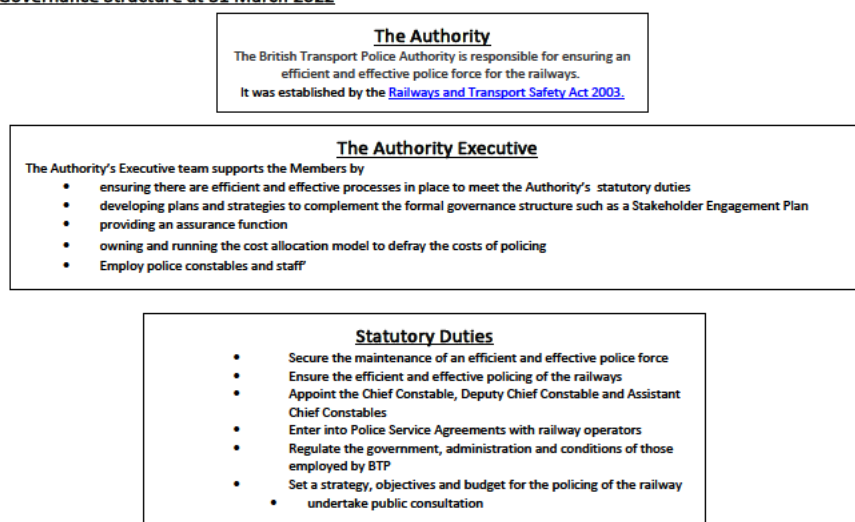 Governance Structure at 31 March 2022
The Authority
The British Transport Police Authority is responsible for ensuring an
efficient and effective police force for the railways.
It was established by the Railways and Transport Safety Act 2003.
The Authority Executive
The Authority's Executive team supports the Members by
• ensuring there are efficient and effective processes in place to meet the Authority's statutory duties
• developing plans and strategies to complement the formal governance structure such as a Stakeholder Engagement Plan
• providing an assurance function
• owning and running the cost allocation model to defray the costs of policing
• Employ police constables and staff'
Statutory Duties
• Secure the maintenance of an efficient and effective police force
• Ensure the efficient and effective policing of the railways
• Appoint the Chief Constable, Deputy Chief Constable and Assistant
Chief Constables
• Enter into Police Service Agreements with railway operators
• Regulate the government, administration and conditions of those
employed by BTP
• Set a strategy, objectives and budget for the policing of the railway
• undertake public consultation